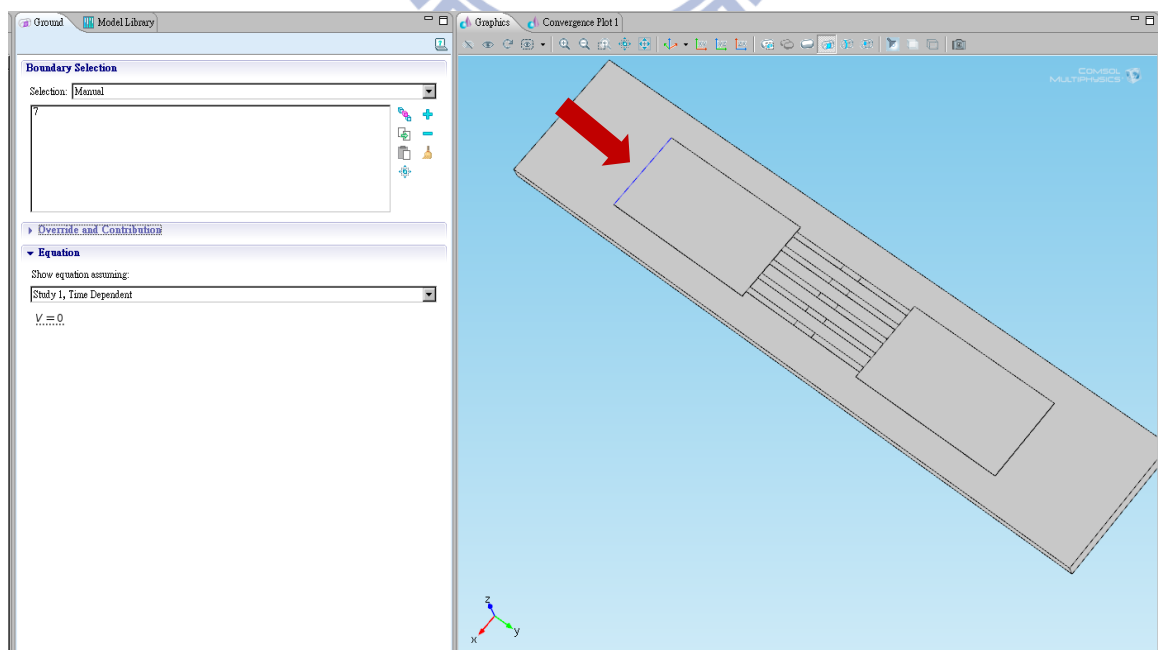 Ground
Model Library
Boundary Selection
Selection: Manual
7
Override and Contribution
Equation
Show equation assuming:
Study 1, Time Dependent
V = 0
Graphics
Convergence Plot 1
COMSOL
MULTIPHYSICS
z
y
x